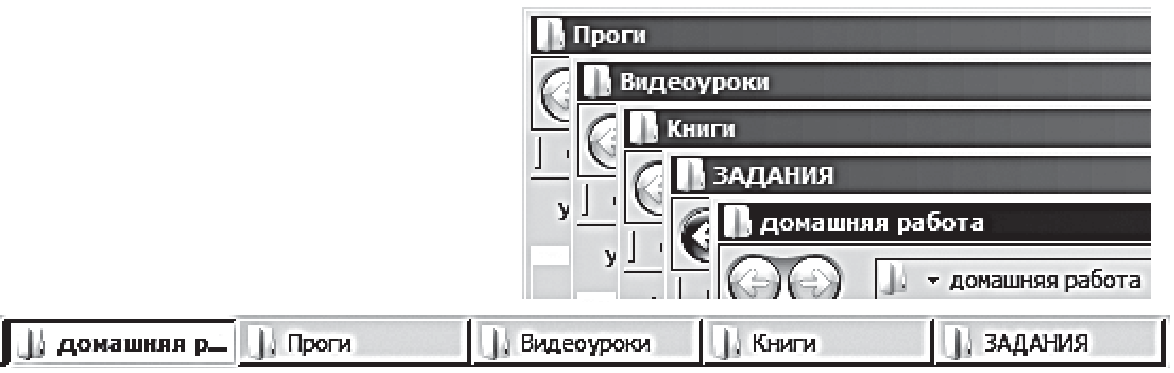 Проги
Видеоуроки
Книги
ЗАДАНИЯ
домашняя работа
домашняя работа
домашняя р... Проги Видеоуроки Книги ЗАДАНИЯ